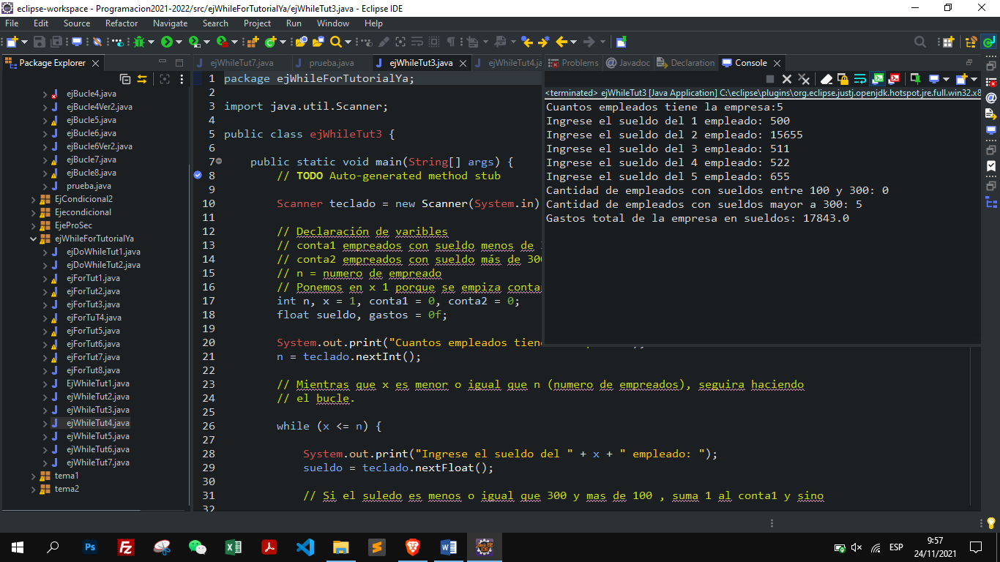 eclipse-workspace - Programacion2021-2022/src/ejWhileForTutorialYa/ejWhileTut3.java - Eclipse IDE
File Edit Source Refactor Navigate Search Project Run Window Help
Package Explorer
ejBucle4.java
ejBucle4Ver2.java
ejBucle5.java
ejBucle6.java
ejBucle6Ver2.java
ejBucle7.java
ejBucle8.java
prueba.java
EjCondicional2
Ejecondicional
EjeProSec
ejWhileForTutorialYa
ejDoWhileTut1.java
ejDoWhileTut2.java
ejForTut1.java
ejForTut2.java
ejForTut3.java
ejForTuT4.java
ejForTut5.java
ejForTut6.java
ejForTut7.java
ejForTut8.java
EjWhileTut1.java
ejWhileTut2.java
ejWhileTut3.java
ejWhileTut4.java
ejWhileTut5.java
ejWhileTut6.java
ejWhileTut7.java
tema1
tema2
ejWhileTut7.java prueba.java ejWhileTut3.java ejWhileTut4.ja
1 package ejWhileForTutorialYa;
2
3 import java.util.Scanner;
4
5 public class ejWhileTut3 {
6
7 public static void main(String[] args) {
8 // TODO Auto-generated method stub
9
10 Scanner teclado = new Scanner(System.in)
11
12 // Declaración de varibles
13 // conta1 empreados con sueldo menos de
14 // conta2 empreados con sueldo más de 300
15 // n = numero de empreado
16 // Ponemos en x 1 porque se empiza conta
17 int n, x = 1, conta1 = 0, conta2 = 0;
18 float sueldo, gastos = 0f;
19
20 System.out.print("Cuantos empleados tiene
21 n = teclado.nextInt();
22
23 // Mientras que x es menor o igual que n (numero de empreados), seguira haciendo
24 // el bucle.
25
26 while (x <= n) {
27
28 System.out.print("Ingrese el sueldo del " + x + " empleado: ");
29 sueldo = teclado.nextFloat();
30
31 // Si el suledo es menos o igual que 300 y mas de 100 , suma 1 al conta1 y sino
32
Problems Javadoc Declaration Console
<terminated> ejWhileTut3 [Java Application] C:\eclipse\plugins\org.eclipse.justj.openjdk.hotspot.jre.full.win32.x8
Cuantos empleados tiene la empresa:5
Ingrese el sueldo del 1 empleado: 500
Ingrese el sueldo del 2 empleado: 15655
Ingrese el sueldo del 3 empleado: 511
Ingrese el sueldo del 4 empleado: 522
Ingrese el sueldo del 5 empleado: 655
Cantidad de empleados con sueldos entre 100 y 300: 0
Cantidad de empleados con sueldos mayor a 300: 5
Gastos total de la empresa en sueldos: 17843.0
Ps
ESP
9:57
24/11/2021